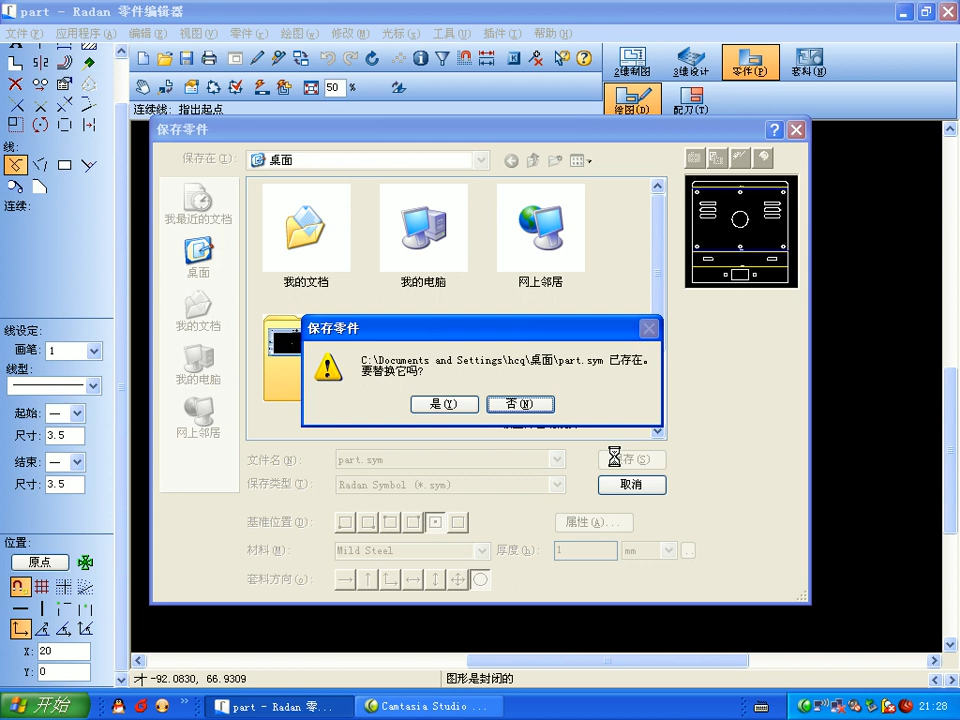 part - Radan 零件编辑器
文件(F) 应用程序(A) 编辑(E) 视图(V) 零件(r) 绘图(R) 修改(M) 光标(s) 工具(U) 插件(I) 帮助(H)
50 %
2维制图 3维设计 零件(P) 套料(N)
绘图(D) 配刀(T)
连续线: 指出起点
线:
连续:
线设定:
画笔: 1
线型:
起始:
尺寸: 3.5
结束:
尺寸: 3.5
位置:
原点
X: 20
Y: 0
保存零件
保存在(I): 桌面
我最近的文档
桌面
我的文档
我的电脑
网上邻居
我的文档 我的电脑 网上邻居
保存零件
C:\Documents and Settings\hcq\桌面\part.sym 已存在。
要替换它吗?
是(Y) 否(N)
文件名(N): part.sym 保存(S)
保存类型(T): Radan Symbol (*.sym) 取消
基准位置(D): 属性(A)...
材料(M): Mild Steel 厚度(h): 1 mm ..
套料方向(o):
-92.0830, 66.9309 图形是封闭的
开始 part - Radan 零... Camtasia Studio ... 21:28